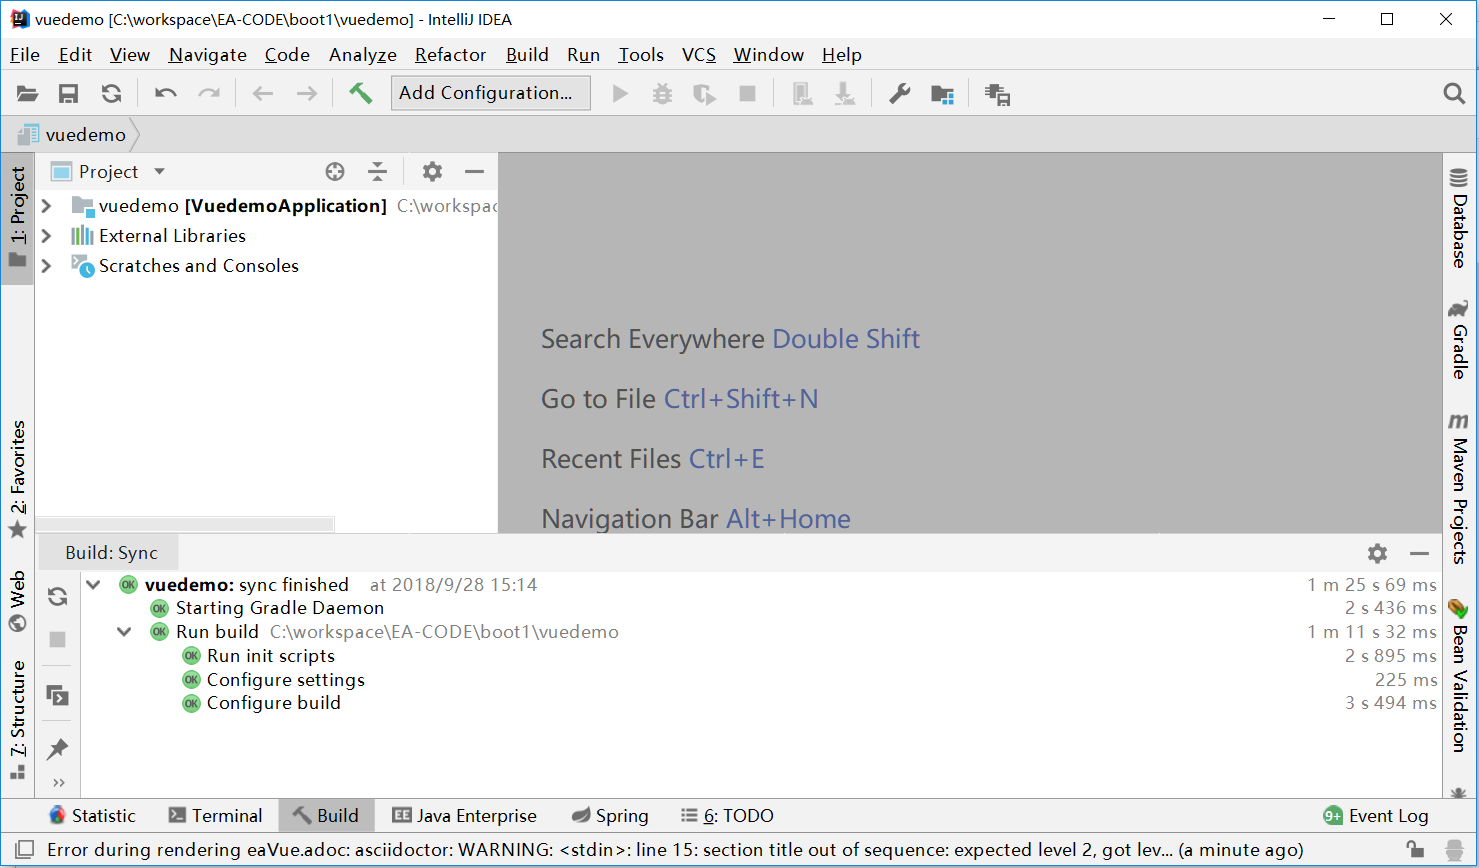 vuedemo [C:\workspace\EA-CODE\boot1\vuedemo] - IntelliJ IDEA
File Edit View Navigate Code Analyze Refactor Build Run Tools VCS Window Help
Add Configuration...
vuedemo
1: Project
2: Favorites
Web
7: Structure
Project
vuedemo [VuedemoApplication] C:\workspac
External Libraries
Scratches and Consoles
Search Everywhere Double Shift
Go to File Ctrl+Shift+N
Recent Files Ctrl+E
Navigation Bar Alt+Home
Database
Gradle
Maven Projects
Bean Validation
Build: Sync
OK vuedemo: sync finished at 2018/9/28 15:14 1 m 25 s 69 ms
OK Starting Gradle Daemon 2 s 436 ms
OK Run build C:\workspace\EA-CODE\boot1\vuedemo 1 m 11 s 32 ms
OK Run init scripts 2 s 895 ms
OK Configure settings 225 ms
OK Configure build 3 s 494 ms
Statistic Terminal Build Java Enterprise Spring 6: TODO 9+ Event Log
Error during rendering eaVue.adoc: asciidoctor: WARNING: <stdin>: line 15: section title out of sequence: expected level 2, got lev... (a minute ago)